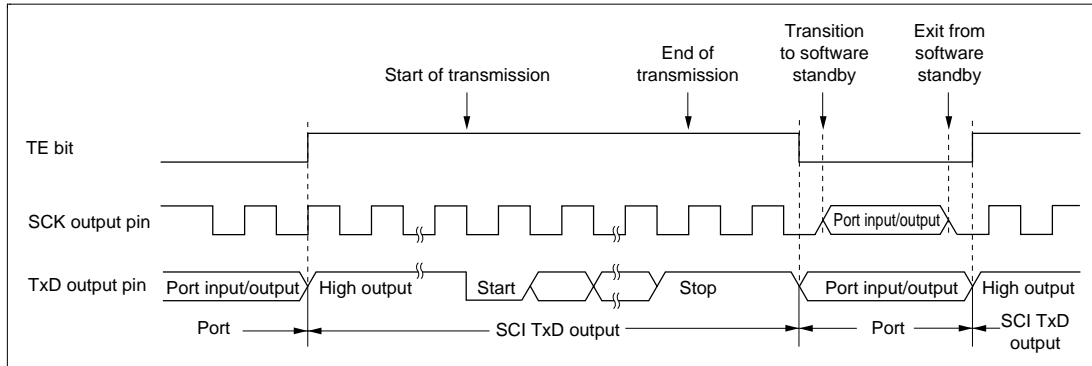 Transition
to software
standby
Exit from
software
standby
Start of transmission
End of
transmission
TE bit
SCK output pin
Port input/output
TxD output pin
Port input/output
High output
Start
Stop
Port input/output
High output
Port
SCI TxD output
Port
SCI TxD
output